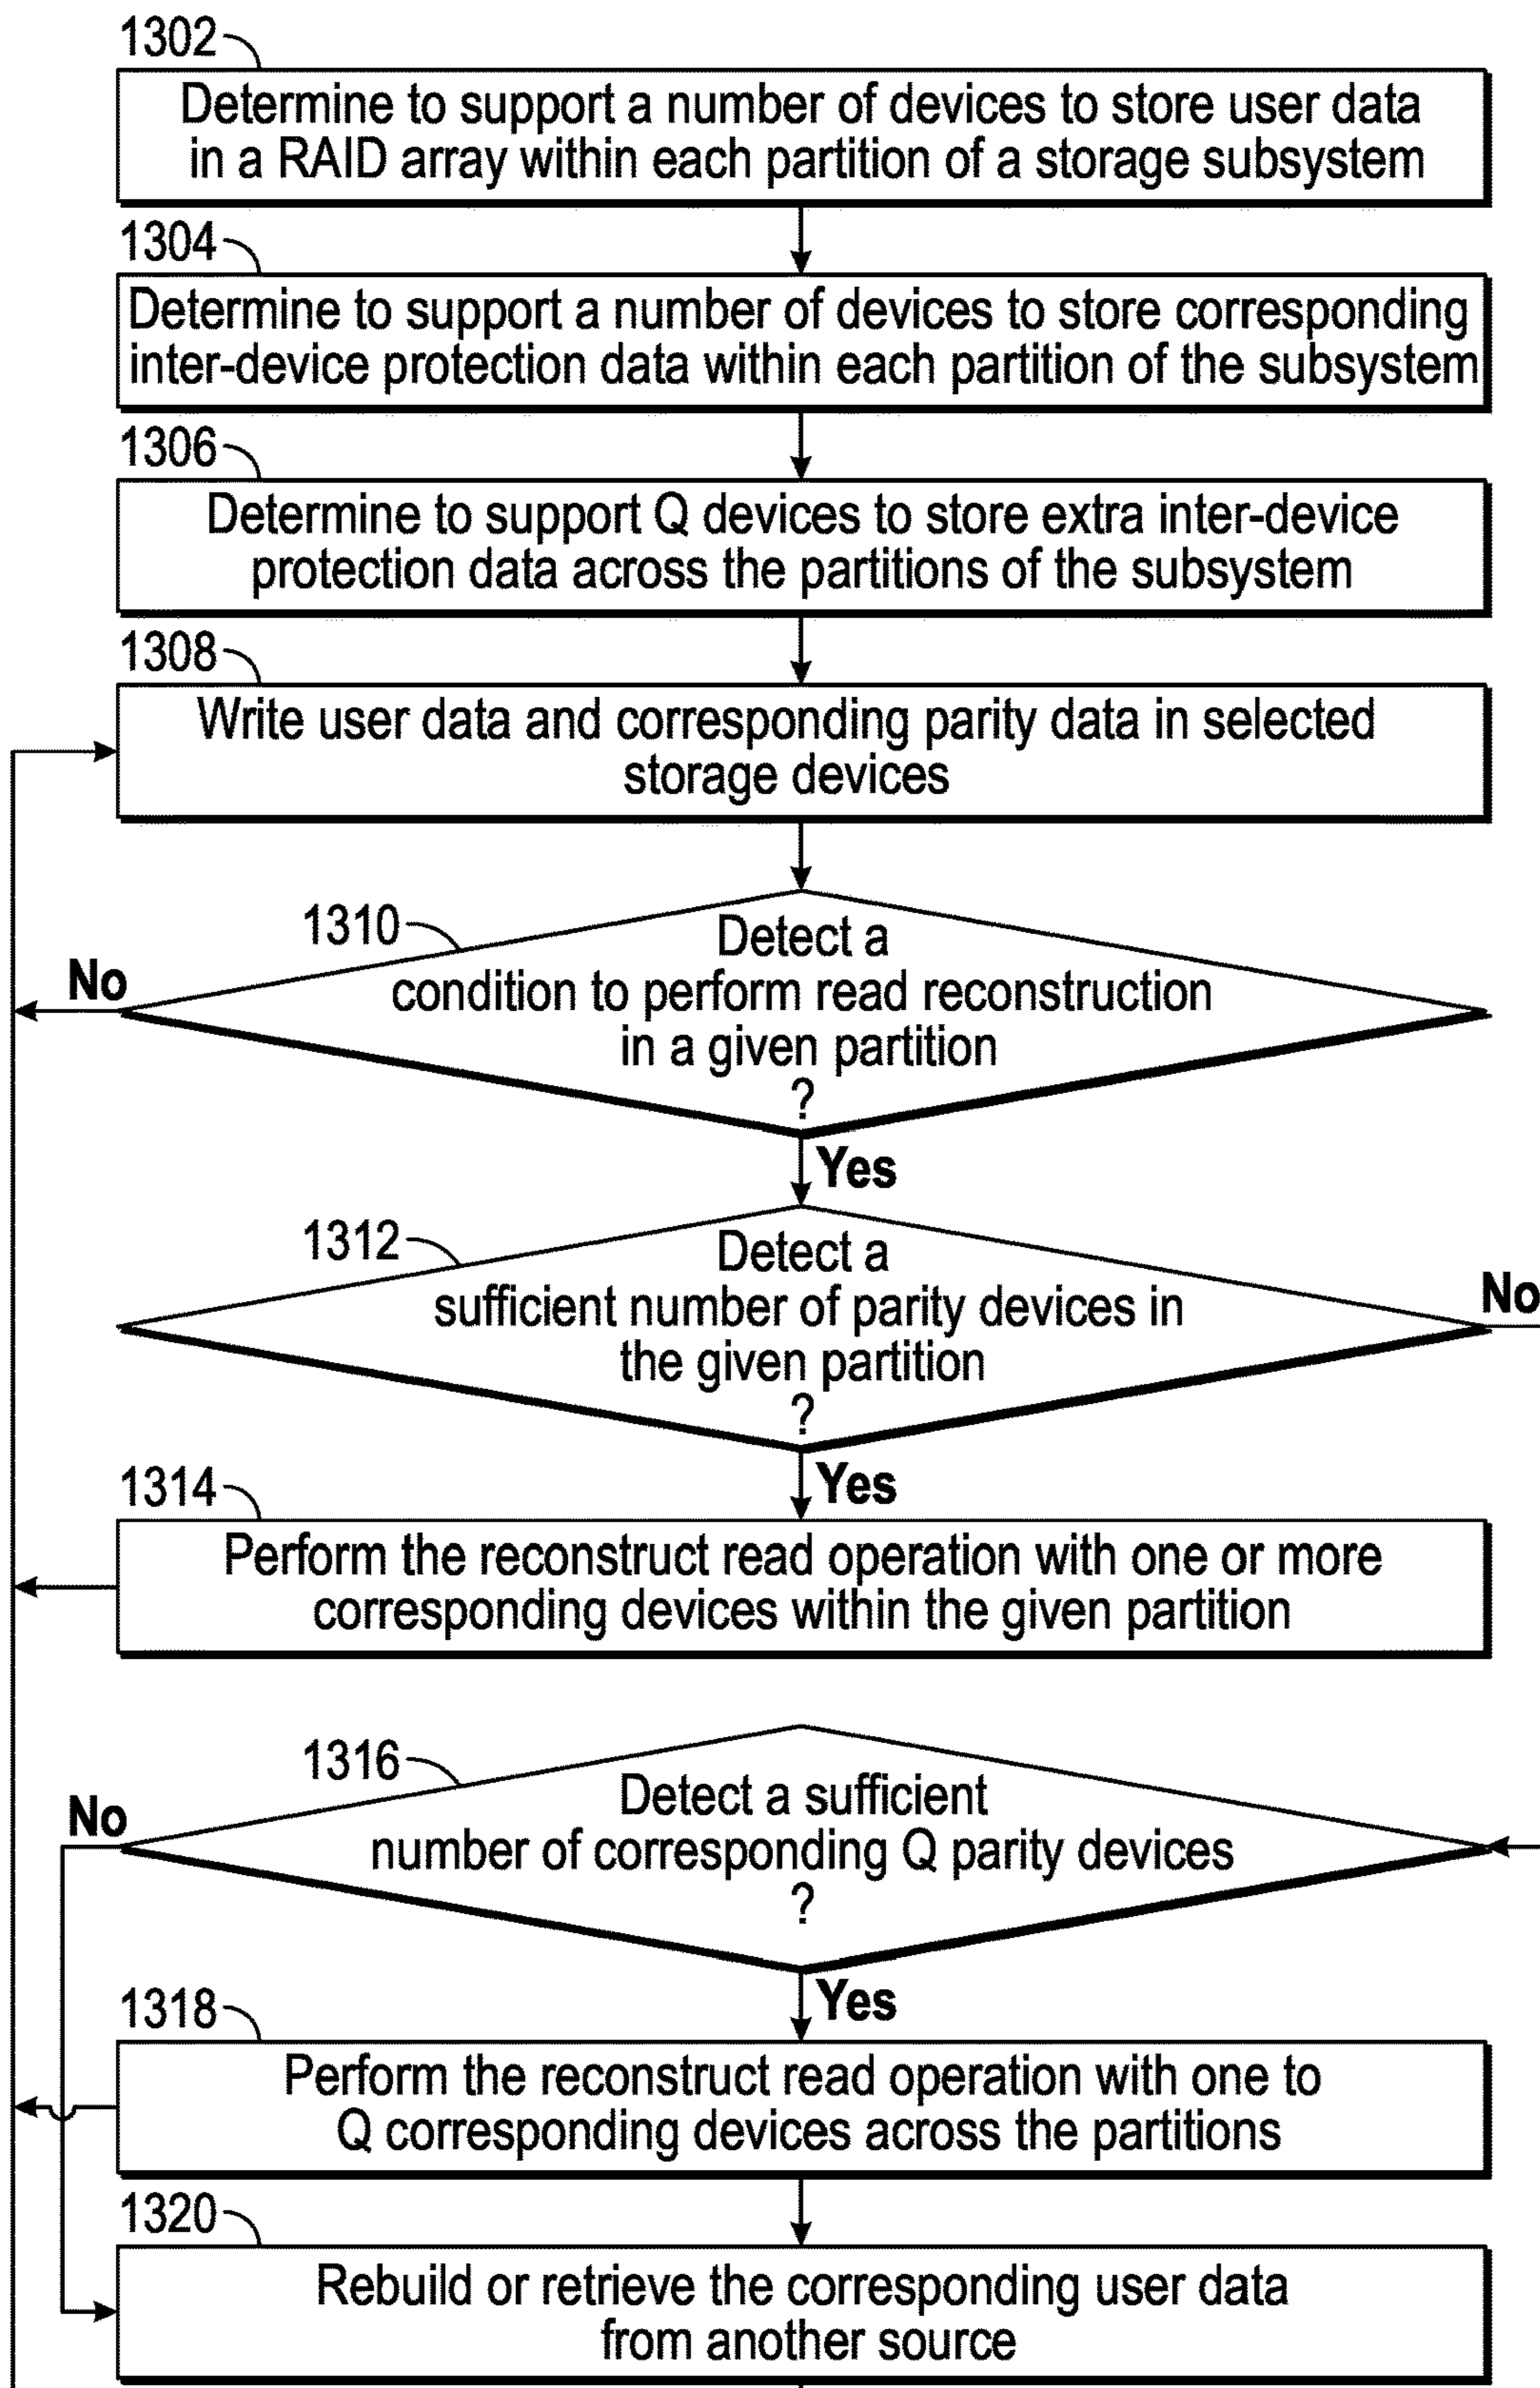 1302
Determine to support a number of devices to store user data
in a RAID array within each partition of a storage subsystem
1304
Determine to support a number of devices to store corresponding
inter-device protection data within each partition of the subsystem
1306
Determine to support Q devices to store extra inter-device
protection data across the partitions of the subsystem
1308
Write user data and corresponding parity data in selected
storage devices
1310
Detect a
No
condition to perform read reconstruction
in a given partition
?
Yes
1312
Detect a
No
sufficient number of parity devices in
the given partition
?
Yes
1314
Perform the reconstruct read operation with one or more
corresponding devices within the given partition
1316
Detect a sufficient
No
number of corresponding Q parity devices
?
Yes
1318
Perform the reconstruct read operation with one to
Q corresponding devices across the partitions
1320
Rebuild or retrieve the corresponding user data
from another source